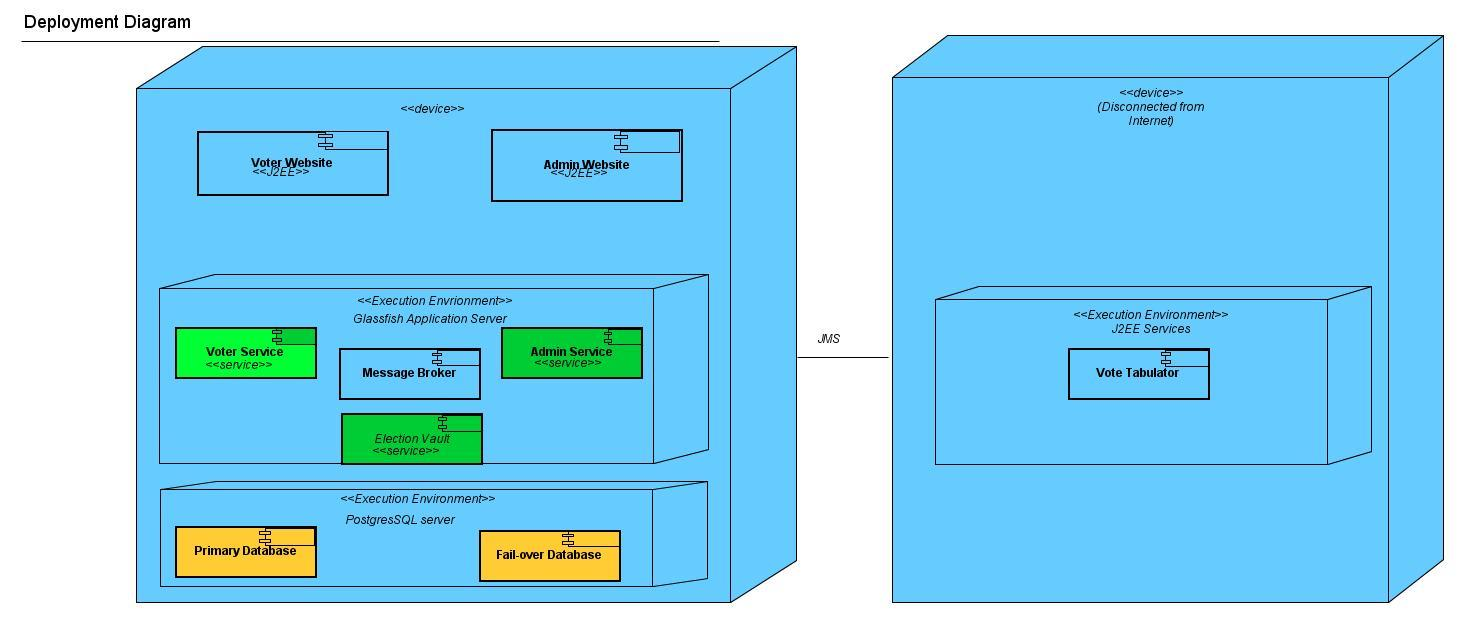 Deployment Diagram
<<device>>
Voter Website
<<J2EE>>
Admin Website
<<J2EE>>
<<Execution Envrionment>>
Glassfish Application Server
Voter Service
<<service>>
Message Broker
Admin Service
<<service>>
Election Vault
<<service>>
<<Execution Environment>>
PostgresSQL server
Primary Database
Fail-over Database
JMS
<<device>>
(Disconnected from
Internet)
<<Execution Environment>>
J2EE Services
Vote Tabulator